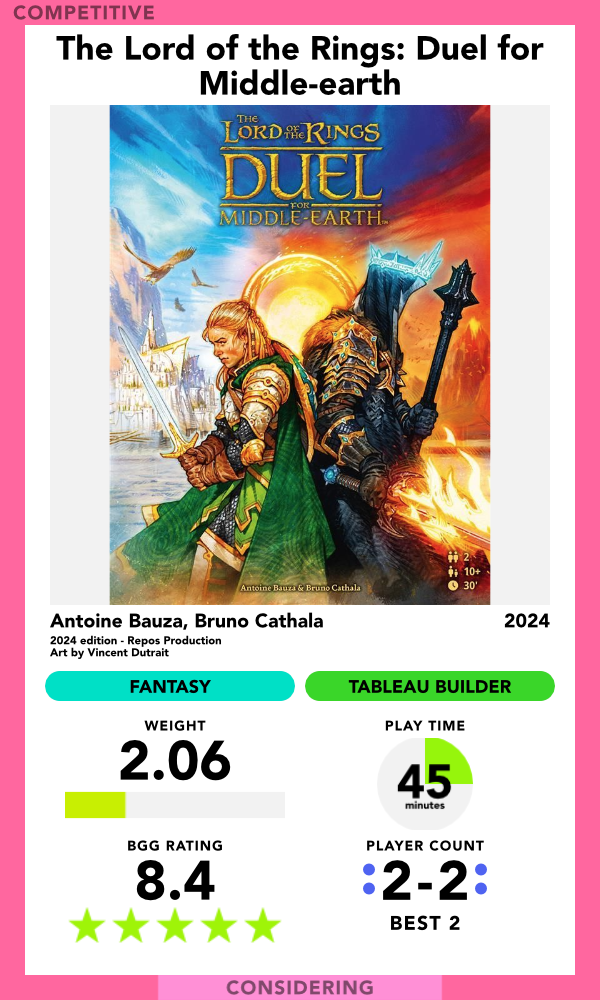 COMPETITIVE
The Lord of the Rings: Duel for
Middle-earth
THE
LORD OF THE RINGS
DUEL
FOR
MIDDLE-EARTH™
2
10+
30'
Antoine Bauza & Bruno Cathala
Antoine Bauza, Bruno Cathala 2024
2024 edition - Repos Production
Art by Vincent Dutrait
FANTASY TABLEAU BUILDER
WEIGHT PLAY TIME
2.06 45
minutes
BGG RATING PLAYER COUNT
8.4 :2-2:
BEST 2
CONSIDERING